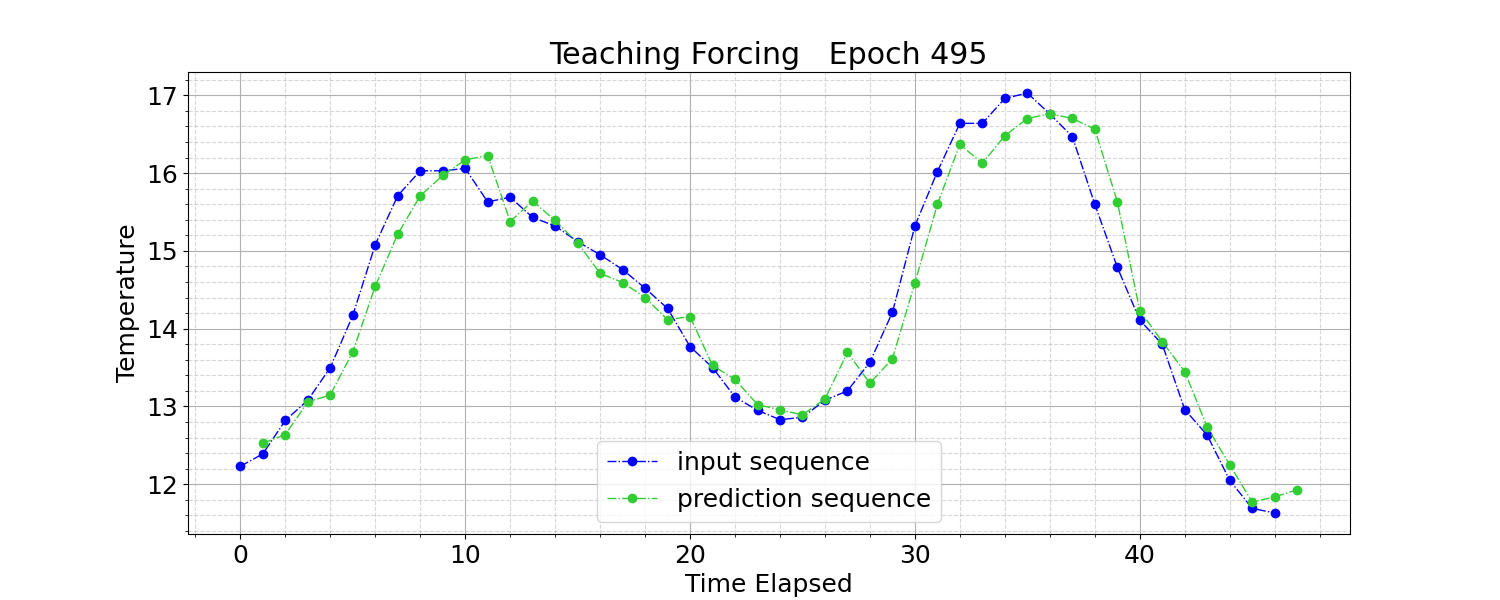 Teaching Forcing   Epoch 495
17
16
15
14
13
12
Temperature
input sequence
prediction sequence
0
10
20
30
40
Time Elapsed